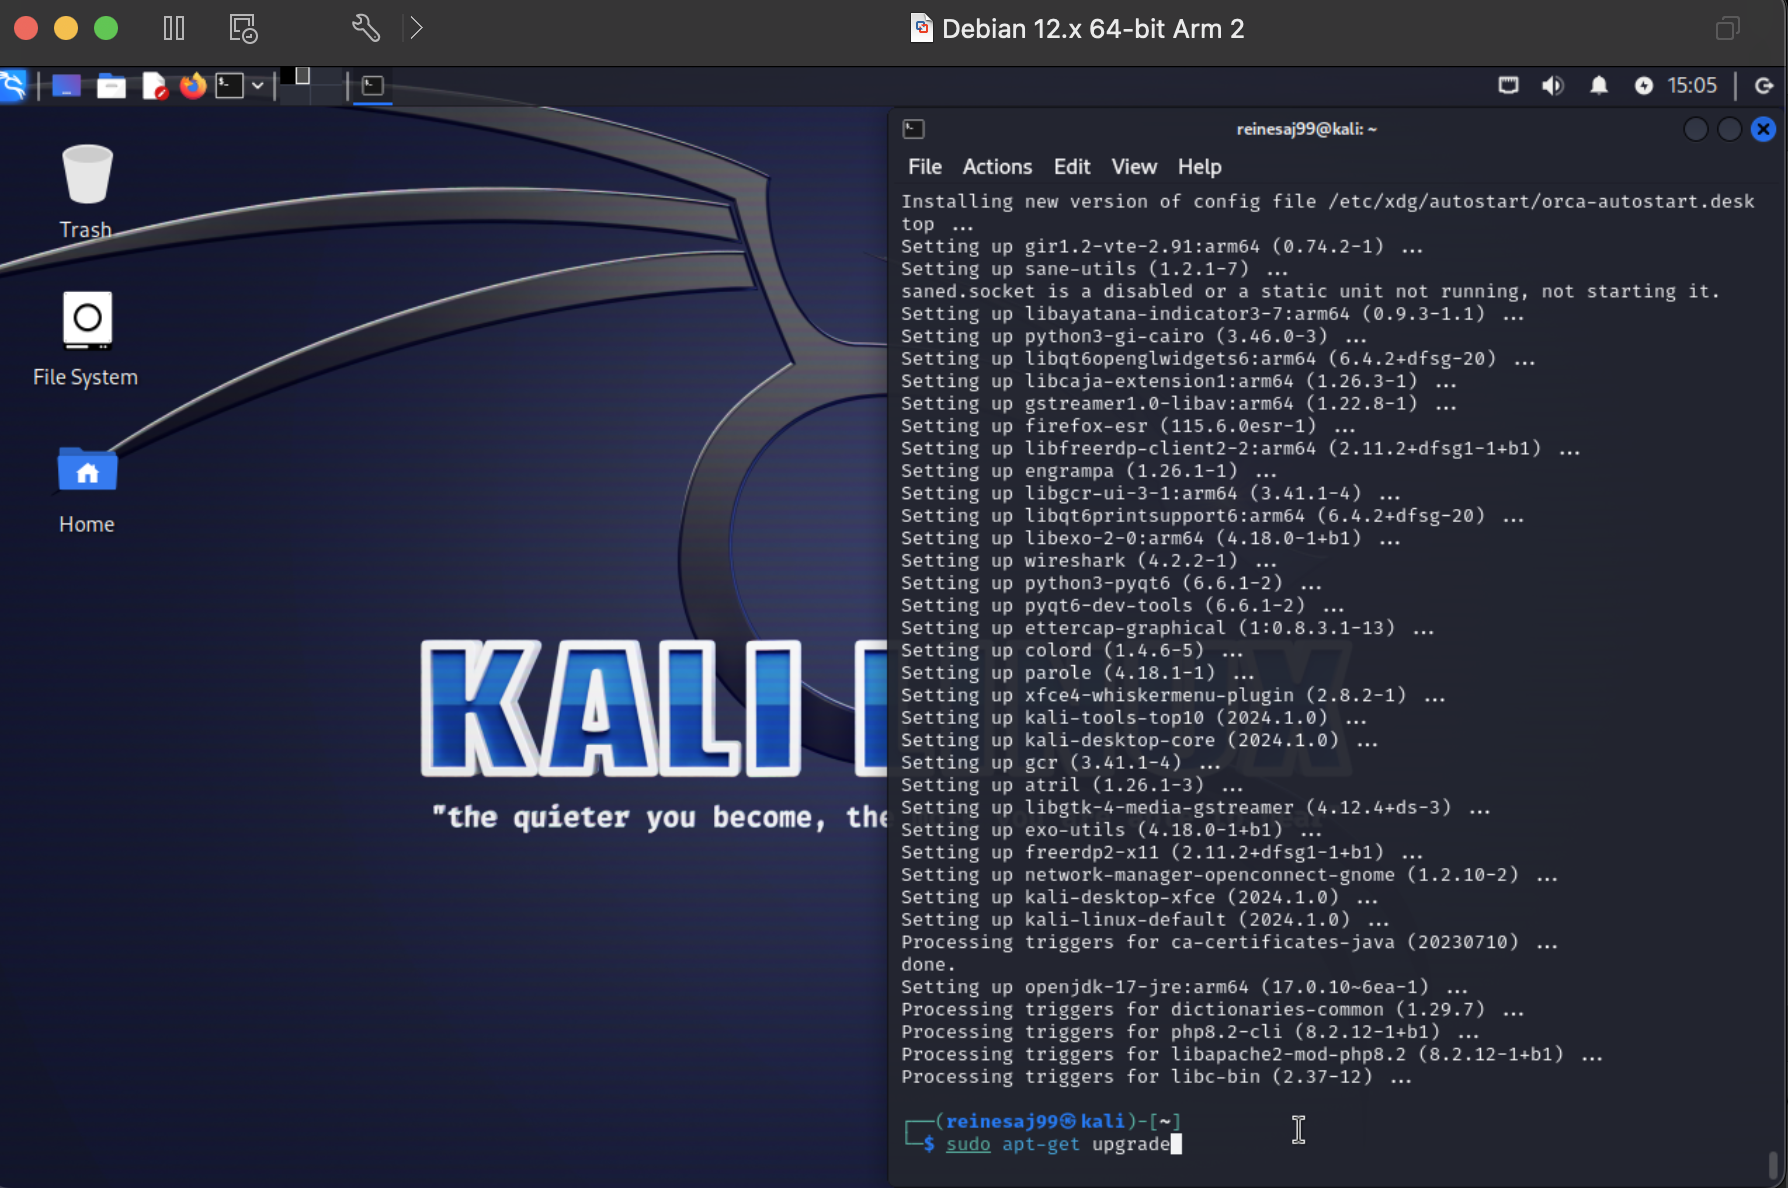 Debian 12.x 64-bit Arm 2
15:05
reinesaj99@kali: ~
File Actions Edit View Help
Trash
File System
Home
KALI
"the quieter you become, the
Installing new version of config file /etc/xdg/autostart/orca-autostart.desk
top ...
Setting up gir1.2-vte-2.91:arm64 (0.74.2-1) ...
Setting up sane-utils (1.2.1-7) ...
saned.socket is a disabled or a static unit not running, not starting it.
Setting up libayatana-indicator3-7:arm64 (0.9.3-1.1) ...
Setting up python3-gi-cairo (3.46.0-3) ...
Setting up libqt6openglwidgets6:arm64 (6.4.2+dfsg-20) ...
Setting up libcaja-extension1:arm64 (1.26.3-1) ...
Setting up gstreamer1.0-libav:arm64 (1.22.8-1) ...
Setting up firefox-esr (115.6.0esr-1) ...
Setting up libfreerdp-client2-2:arm64 (2.11.2+dfsg1-1+b1) ...
Setting up engrampa (1.26.1-1) ...
Setting up libgcr-ui-3-1:arm64 (3.41.1-4) ...
Setting up libqt6printsupport6:arm64 (6.4.2+dfsg-20) ...
Setting up libexo-2-0:arm64 (4.18.0-1+b1) ...
Setting up wireshark (4.2.2-1) ...
Setting up python3-pyqt6 (6.6.1-2) ...
Setting up pyqt6-dev-tools (6.6.1-2) ...
Setting up ettercap-graphical (1:0.8.3.1-13) ...
Setting up colord (1.4.6-5) ...
Setting up parole (4.18.1-1) ...
Setting up xfce4-whiskermenu-plugin (2.8.2-1) ...
Setting up kali-tools-top10 (2024.1.0) ...
Setting up kali-desktop-core (2024.1.0) ...
Setting up gcr (3.41.1-4) ...
Setting up atril (1.26.1-3) ...
Setting up libgtk-4-media-gstreamer (4.12.4+ds-3) ...
Setting up exo-utils (4.18.0-1+b1) ...
Setting up freerdp2-x11 (2.11.2+dfsg1-1+b1) ...
Setting up network-manager-openconnect-gnome (1.2.10-2) ...
Setting up kali-desktop-xfce (2024.1.0) ...
Setting up kali-linux-default (2024.1.0) ...
Processing triggers for ca-certificates-java (20230710) ...
done.
Setting up openjdk-17-jre:arm64 (17.0.10~6ea-1) ...
Processing triggers for dictionaries-common (1.29.7) ...
Processing triggers for php8.2-cli (8.2.12-1+b1) ...
Processing triggers for libapache2-mod-php8.2 (8.2.12-1+b1) ...
Processing triggers for libc-bin (2.37-12) ...
┌──(reinesaj99㉿kali)-[~]
└─$ sudo apt-get upgrade